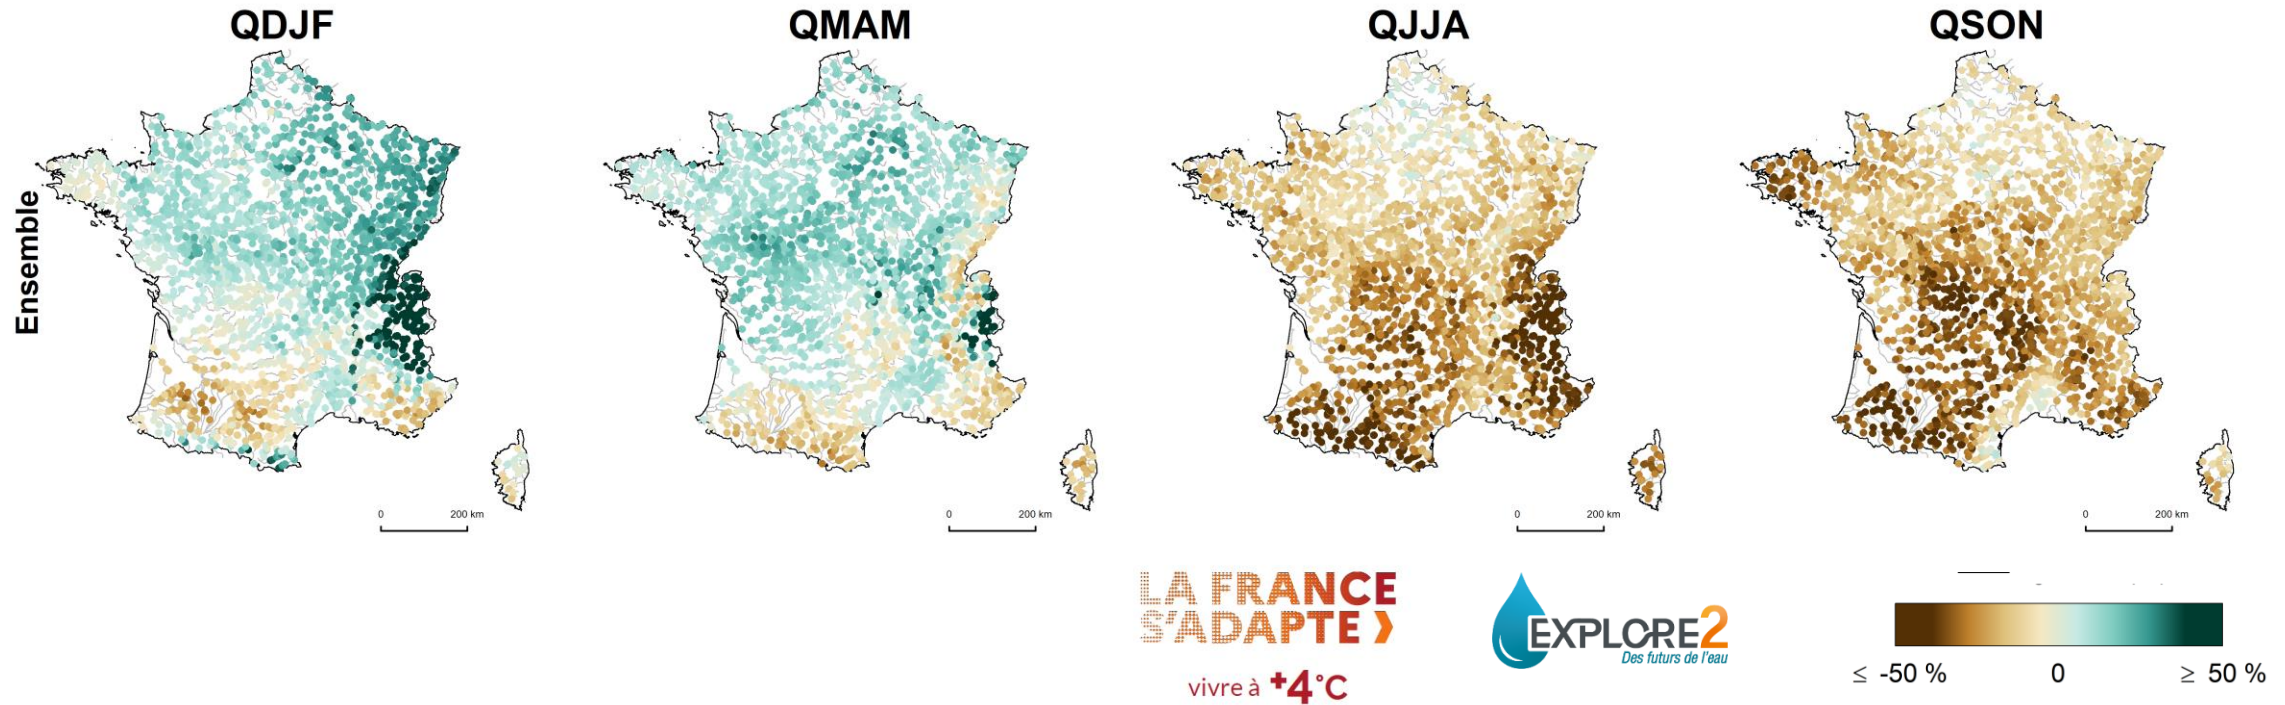 QDJF QMAM QJJA QSON
Ensemble
0 200 km 0 200 km 0 200 km 0 200 km
LA FRANCE
S'ADAPTE
vivre à +4°C
EXPLORE2
Des futurs de l'eau
≤ -50 % 0 ≥ 50 %